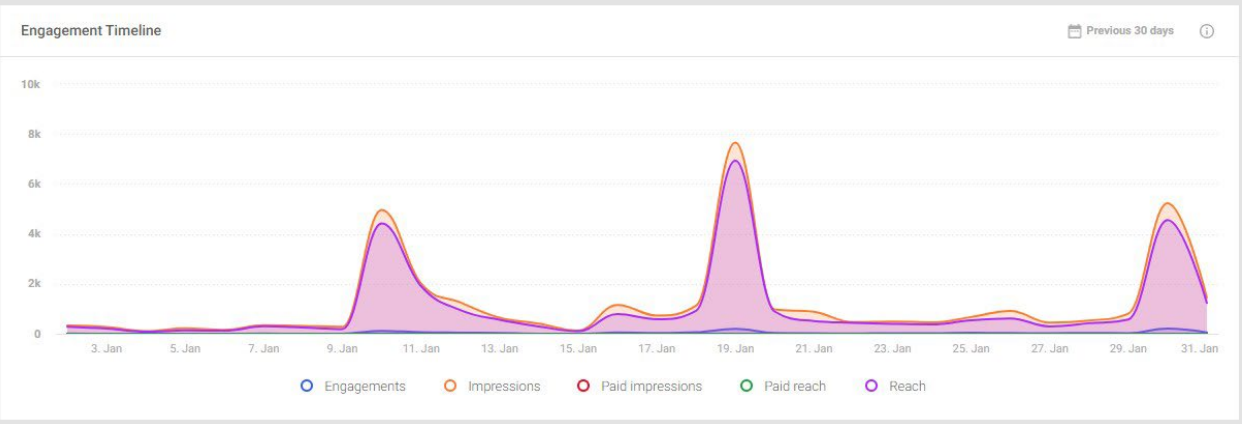 Engagement Timeline
Previous 30 days
10k
8k
6k
4k
2k
0
3. Jan 5. Jan 7. Jan 9. Jan 11. Jan 13. Jan 15. Jan 17. Jan 19. Jan 21. Jan 23. Jan 25. Jan 27. Jan 29. Jan 31. Jan
Engagements Impressions Paid impressions Paid reach Reach